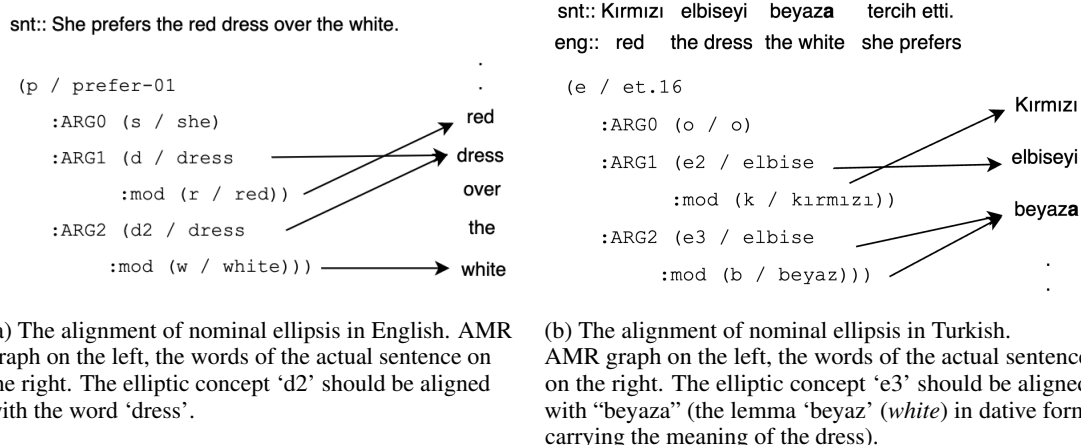 snt:: She prefers the red dress over the white.
(p / prefer-01
:ARG0 (s / she)
:ARG1 (d / dress
:mod (r / red))
:ARG2 (d2 / dress
:mod (w / white)))
.
.
red
dress
over
the
white
a) The alignment of nominal ellipsis in English. AMR
graph on the left, the words of the actual sentence on
the right. The elliptic concept ‘d2’ should be aligned
with the word ‘dress’.
snt:: Kırmızı elbiseyi beyaza tercih etti.
eng:: red the dress the white she prefers
(e / et.16
:ARG0 (o / o)
:ARG1 (e2 / elbise
:mod (k / kırmızı))
:ARG2 (e3 / elbise
:mod (b / beyaz)))
Kırmızı
elbiseyi
beyaza
.
.
(b) The alignment of nominal ellipsis in Turkish.
AMR graph on the left, the words of the actual sentence
on the right. The elliptic concept ‘e3’ should be aligned
with “beyaza” (the lemma ‘beyaz’ (white) in dative form
carrying the meaning of the dress).